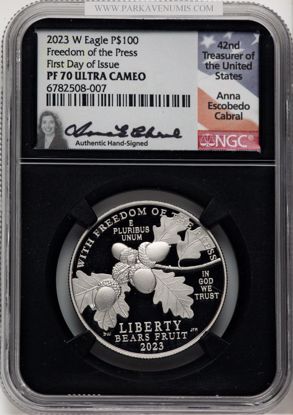 WWW.PARKAVENUMIS.COM
2023 W Eagle P$100
Freedom of the Press
First Day of Issue
PF 70 ULTRA CAMEO
6782508-007
Authentic Hand-Signed
42nd
Treasurer of
the United
States
Anna
Escobedo
Cabral
NGC
WITH FREEDOM OF THE PRESS
E
PLURIBUS
UNUM
IN
GOD
WE
TRUST
LIBERTY
BEARS FRUIT
2023